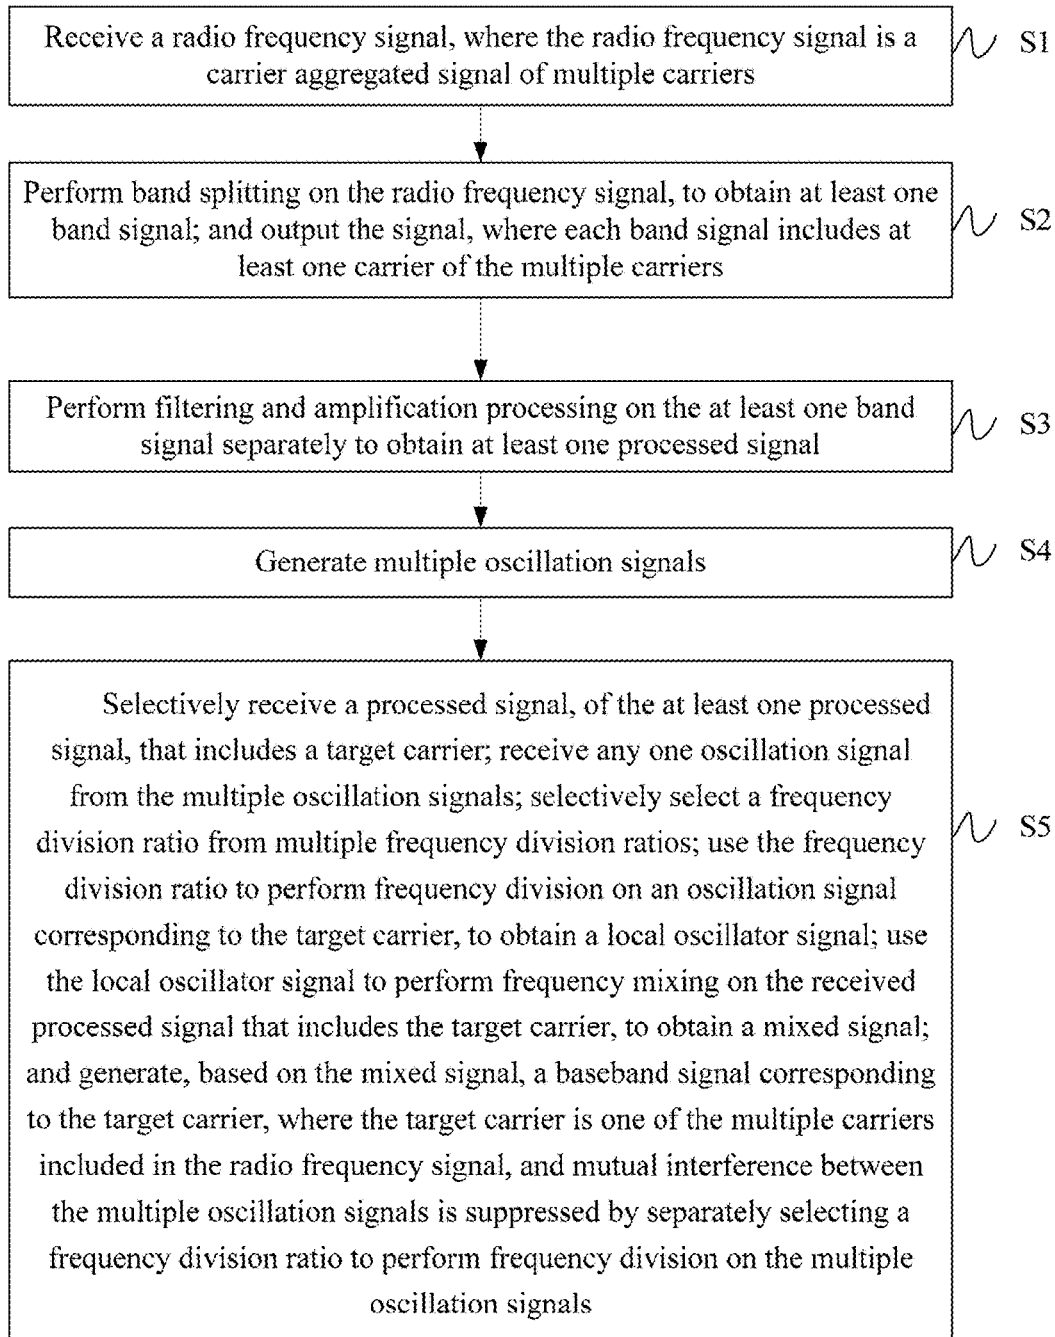 Receive a radio frequency signal, where the radio frequency signal is a
carrier aggregated signal of multiple carriers
S1
Perform band splitting on the radio frequency signal, to obtain at least one
band signal; and output the signal, where each band signal includes at
least one carrier of the multiple carriers
S2
Perform filtering and amplification processing on the at least one band
signal separately to obtain at least one processed signal
S3
Generate multiple oscillation signals
S4
Selectively receive a processed signal, of the at least one processed
signal, that includes a target carrier; receive any one oscillation signal
from the multiple oscillation signals; selectively select a frequency
division ratio from multiple frequency division ratios; use the frequency
division ratio to perform frequency division on an oscillation signal
corresponding to the target carrier, to obtain a local oscillator signal; use
the local oscillator signal to perform frequency mixing on the received
processed signal that includes the target carrier, to obtain a mixed signal;
and generate, based on the mixed signal, a baseband signal corresponding
to the target carrier, where the target carrier is one of the multiple carriers
included in the radio frequency signal, and mutual interference between
the multiple oscillation signals is suppressed by separately selecting a
frequency division ratio to perform frequency division on the multiple
oscillation signals
S5